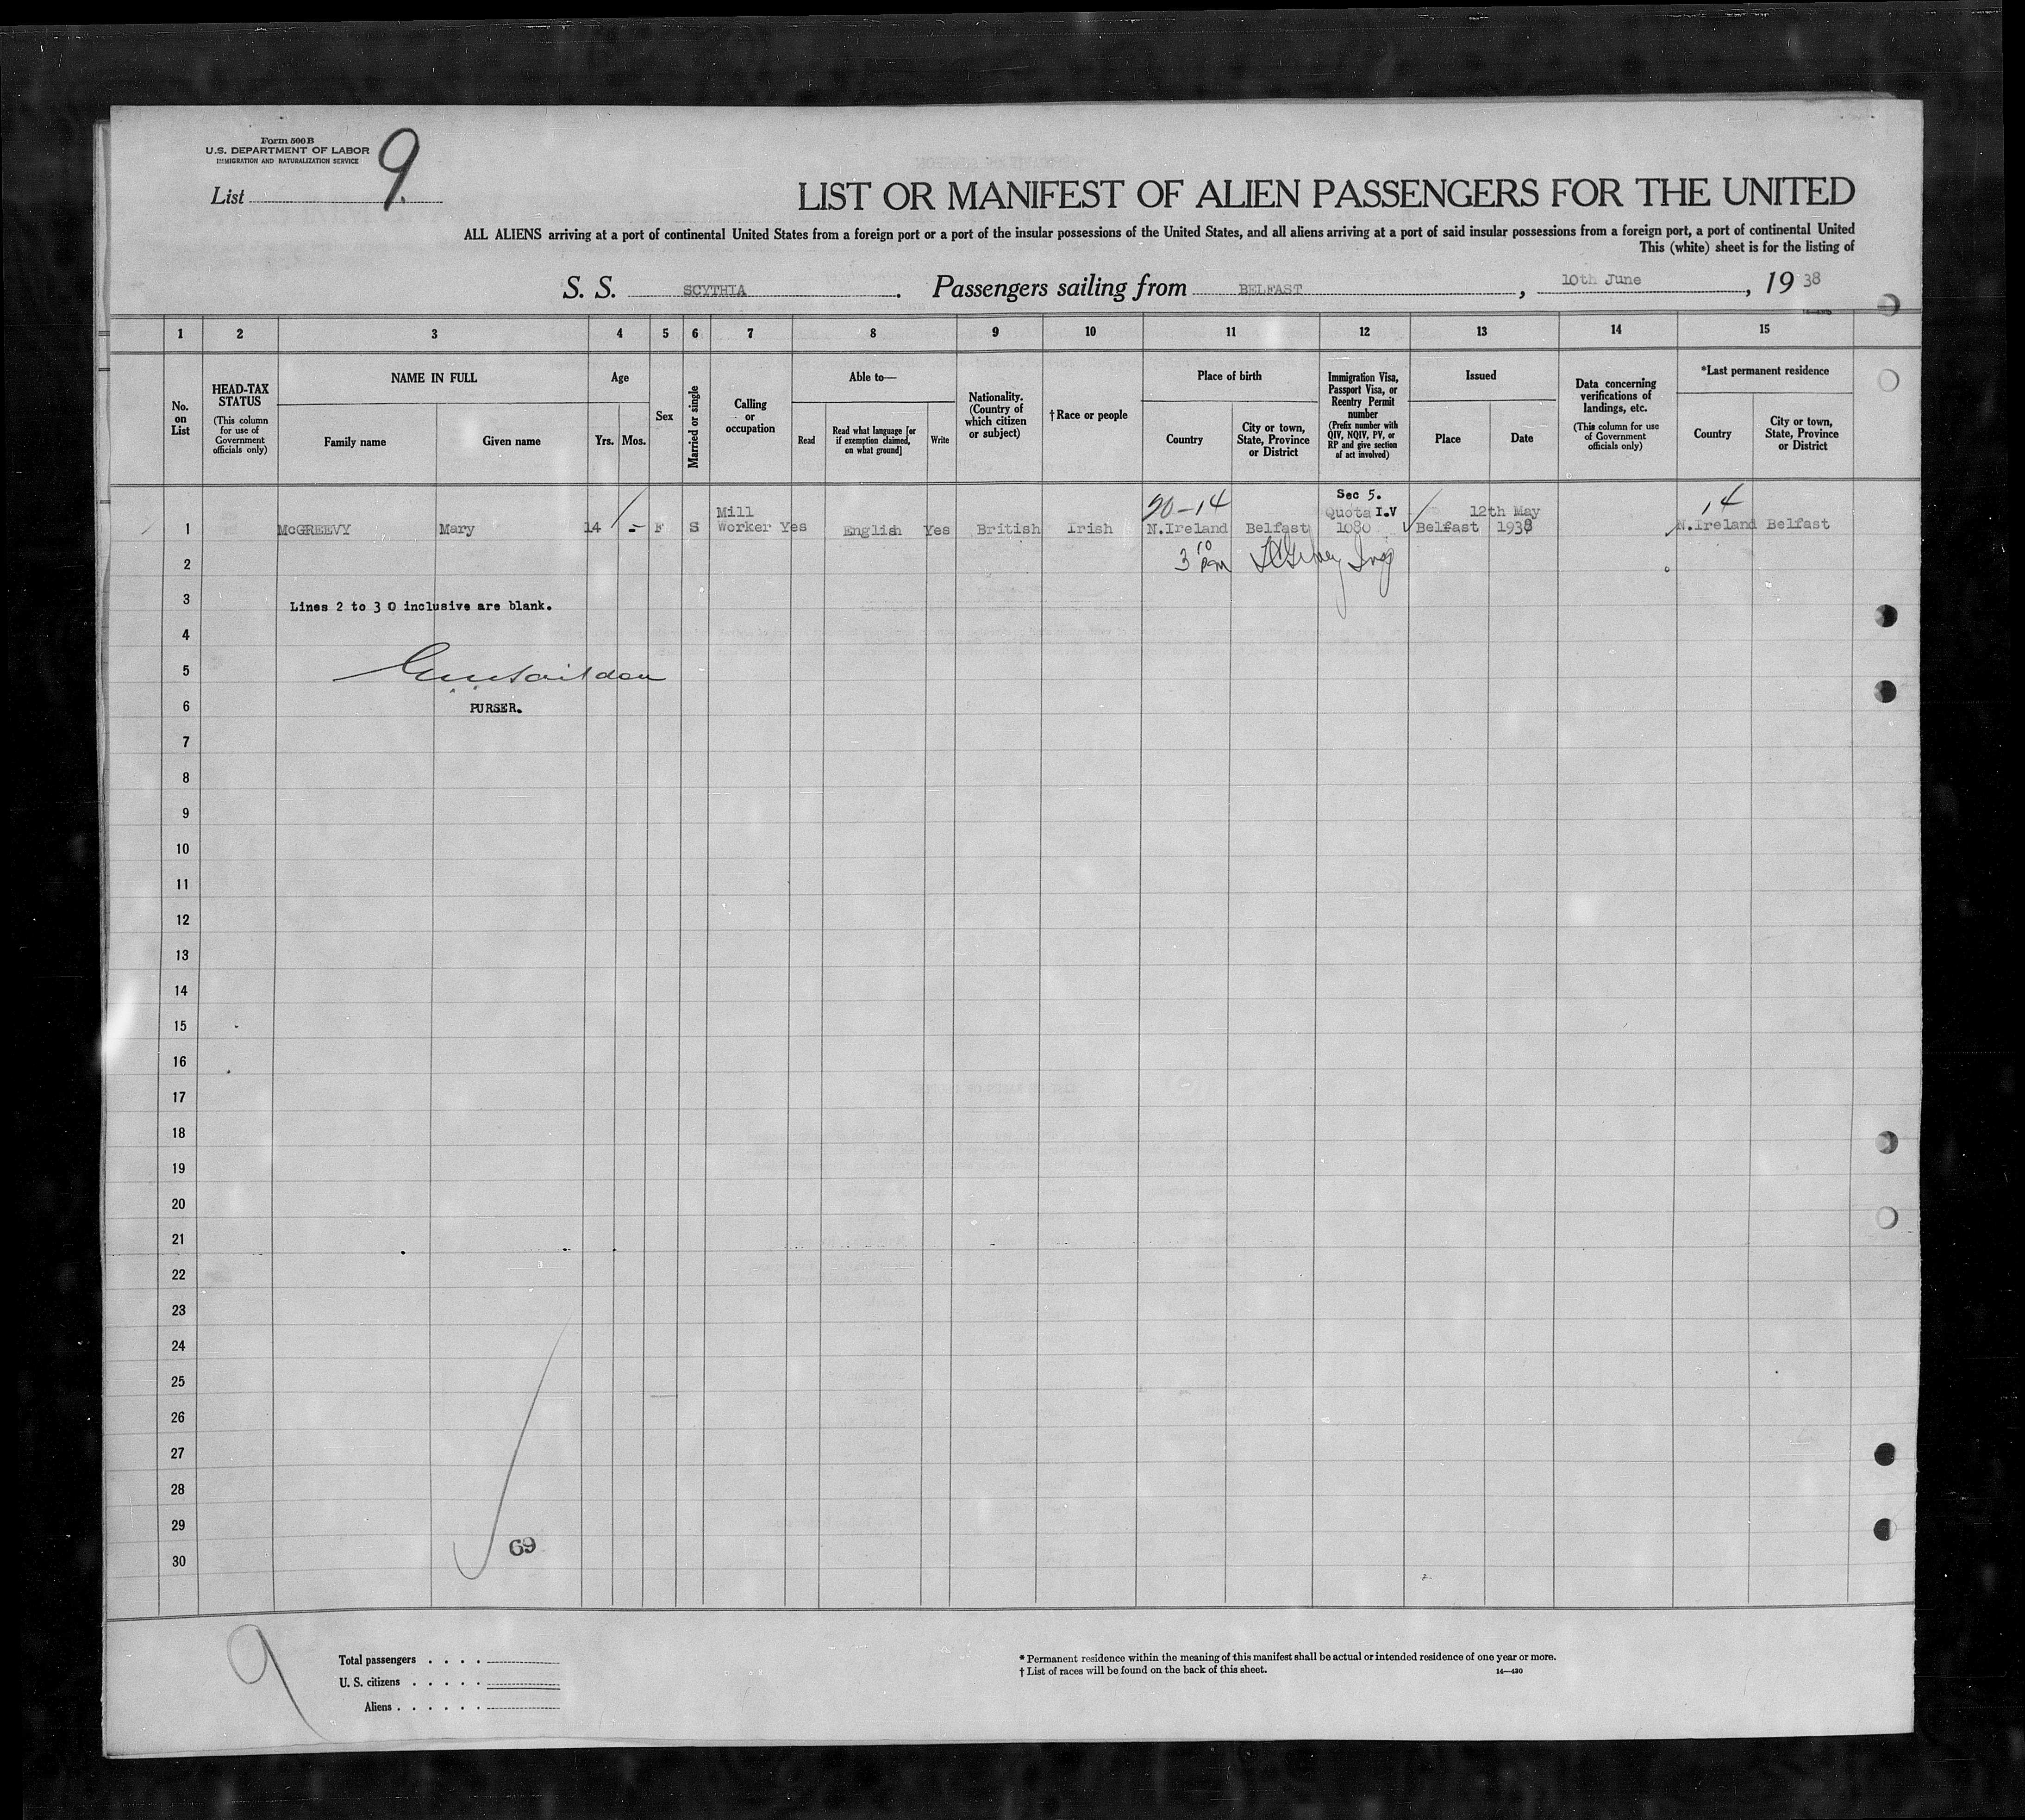 Form 500 B
U.S. DEPARTMENT OF LABOR
IMMIGRATION AND NATURALIZATION SERVICE
List 9.
LIST OR MANIFEST OF ALIEN PASSENGERS FOR THE UNITED
ALL ALIENS arriving at a port of continental United States from a foreign port or a port of the insular possessions of the United States, and all aliens arriving at a port of said insular possessions from a foreign port, a port of continental United
This (white) sheet is for the listing of
S. S. SCYTHIA. Passengers sailing from BELFAST, 10th June, 19 38
1 2 3 4 5 6 7 8 9 10 11 12 13 14 15
No. on List
HEAD-TAX STATUS
(This column for use of Government officials only)
NAME IN FULL
Family name
Given name
Age
Yrs. Mos.
Sex
Married or single
Calling or occupation
Able to—
Read
Read what language [or if exemption claimed, on what ground]
Write
Nationality. (Country of which citizen or subject)
†Race or people
Place of birth
Country
City or town, State, Province or District
Immigration Visa, Passport Visa, or Reentry Permit number
(Prefix number with QIV, NQIV, PV, or RP and give section of act involved)
Issued
Place
Date
Data concerning verifications of landings, etc.
(This column for use of Government officials only)
*Last permanent residence
Country
City or town, State, Province or District
Sec 5.
Mill Quota I.V 12th May 14
1 McGREEVY Mary 14 - F S Worker Yes English Yes British Irish N.Ireland Belfast 1080 Belfast 1938 N.Ireland Belfast
2 3 10 pm
3 Lines 2 to 30 inclusive are blank.
4
5
6 PURSER.
7
8
9
10
11
12
13
14
15
16
17
18
19
20
21
22
23
24
25
26
27
28
29
30
69
9
Total passengers . . . .
U. S. citizens . . . . .
Aliens . . . . . .
* Permanent residence within the meaning of this manifest shall be actual or intended residence of one year or more.
† List of races will be found on the back of this sheet. 14—430